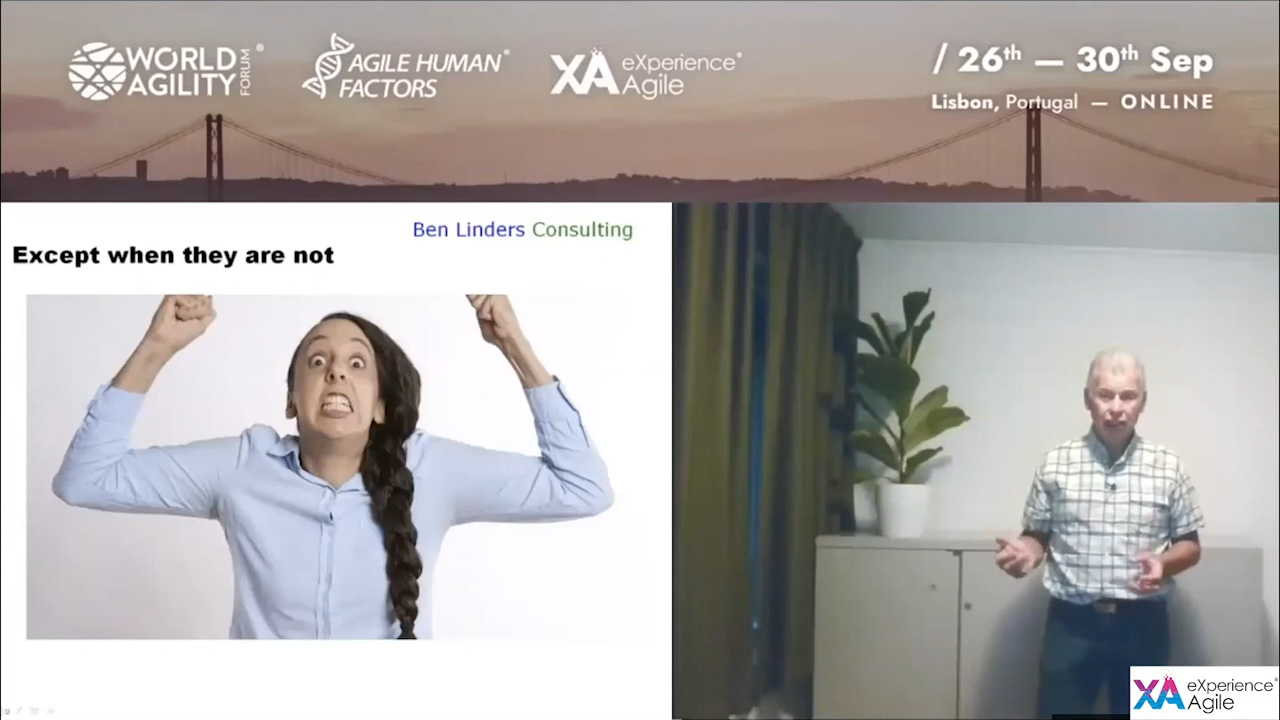 WORLD
AGILITY
FORUM
®
AGILE HUMAN®
FACTORS
XA
eXperience®
Agile
/ 26th — 30th Sep
Lisbon, Portugal — ONLINE
Ben Linders Consulting
Except when they are not
XA
eXperience®
Agile